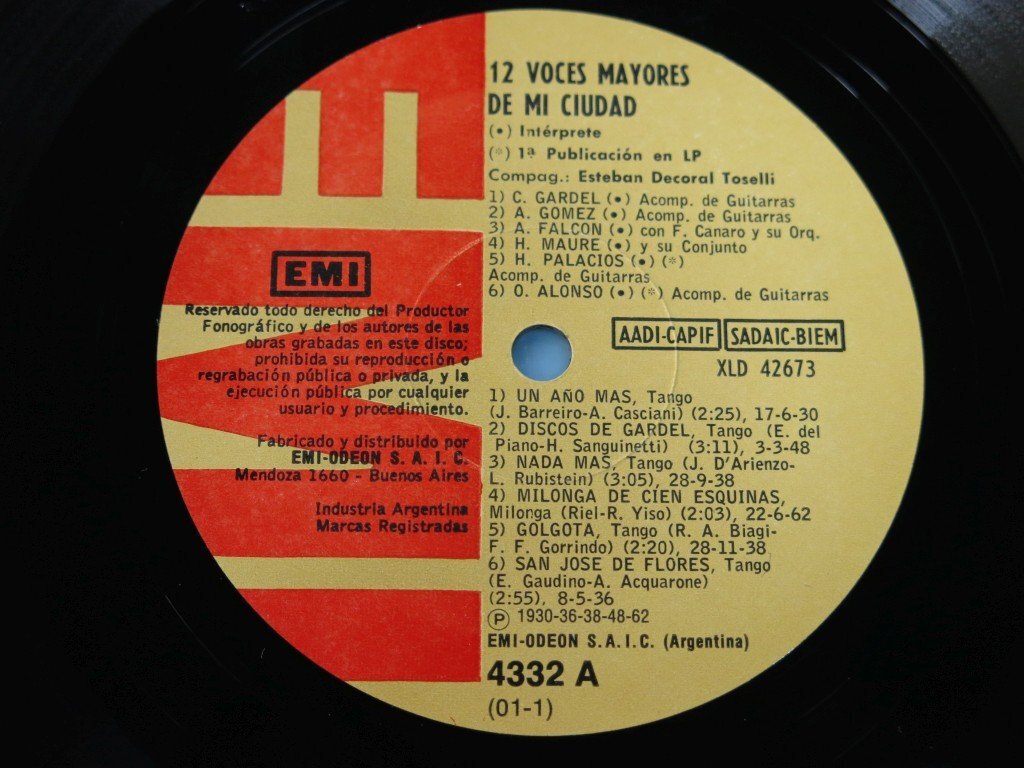 12 VOCES MAYORES
DE MI CIUDAD
(•) Intérprete
(*) 1ª Publicación en LP
Compag.: Esteban Decoral Toselli
1) C. GARDEL (•) Acomp. de Guitarras
2) A. GOMEZ (•) Acomp. de Guitarras
3) A. FALCON (•) con F. Canaro y su Orq.
4) H. MAURE (•) y su Conjunto
5) H. PALACIOS (•) (*)
Acomp. de Guitarras
6) O. ALONSO (•) (*) Acomp. de Guitarras
EMI
Reservado todo derecho del Productor
Fonográfico y de los autores de las
obras grabadas en este disco;
prohibida su reproducción o
regrabación pública o privada, y la
ejecución pública por cualquier
usuario y procedimiento.
Fabricado y distribuido por
EMI-ODEON S. A. I. C.
Mendoza 1660 - Buenos Aires
Industria Argentina
Marcas Registradas
AADI-CAPIF SADAIC-BIEM
XLD 42673
1) UN AÑO MAS, Tango
(J. Barreiro-A. Casciani) (2:25), 17-6-30
2) DISCOS DE GARDEL, Tango (E. del
Piano-H. Sanguinetti) (3:11), 3-3-48
3) NADA MAS, Tango (J. D'Arienzo-
L. Rubistein) (3:05), 28-9-38
4) MILONGA DE CIEN ESQUINAS,
Milonga (Riel-R. Yiso) (2:03), 22-6-62
5) GOLGOTA, Tango (R. A. Biagi-
F. F. Gorrindo) (2:20), 28-11-38
6) SAN JOSE DE FLORES, Tango
(E. Gaudino-A. Acquarone)
(2:55), 8-5-36
Ⓟ 1930-36-38-48-62
EMI-ODEON S. A. I. C. (Argentina)
4332 A
(01-1)